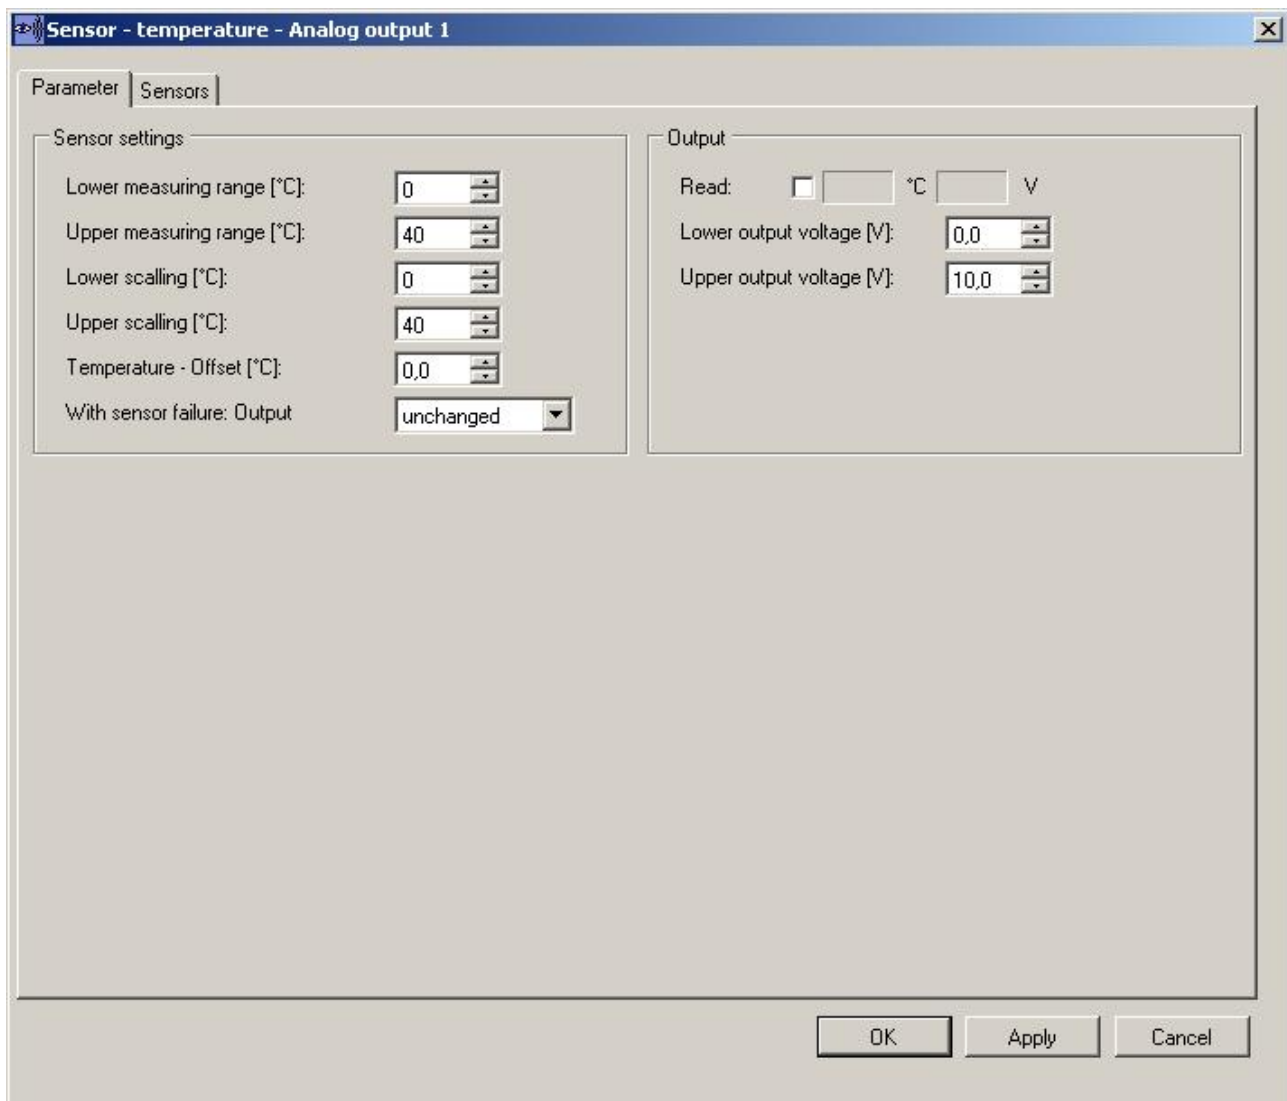 Sensor - temperature - Analog output 1
Parameter Sensors
Sensor settings
Lower measuring range [°C]: 0
Upper measuring range [°C]: 40
Lower scalling [°C]: 0
Upper scalling [°C]: 40
Temperature - Offset [°C]: 0,0
With sensor failure: Output unchanged
Output
Read: °C V
Lower output voltage [V]: 0,0
Upper output voltage [V]: 10,0
OK Apply Cancel